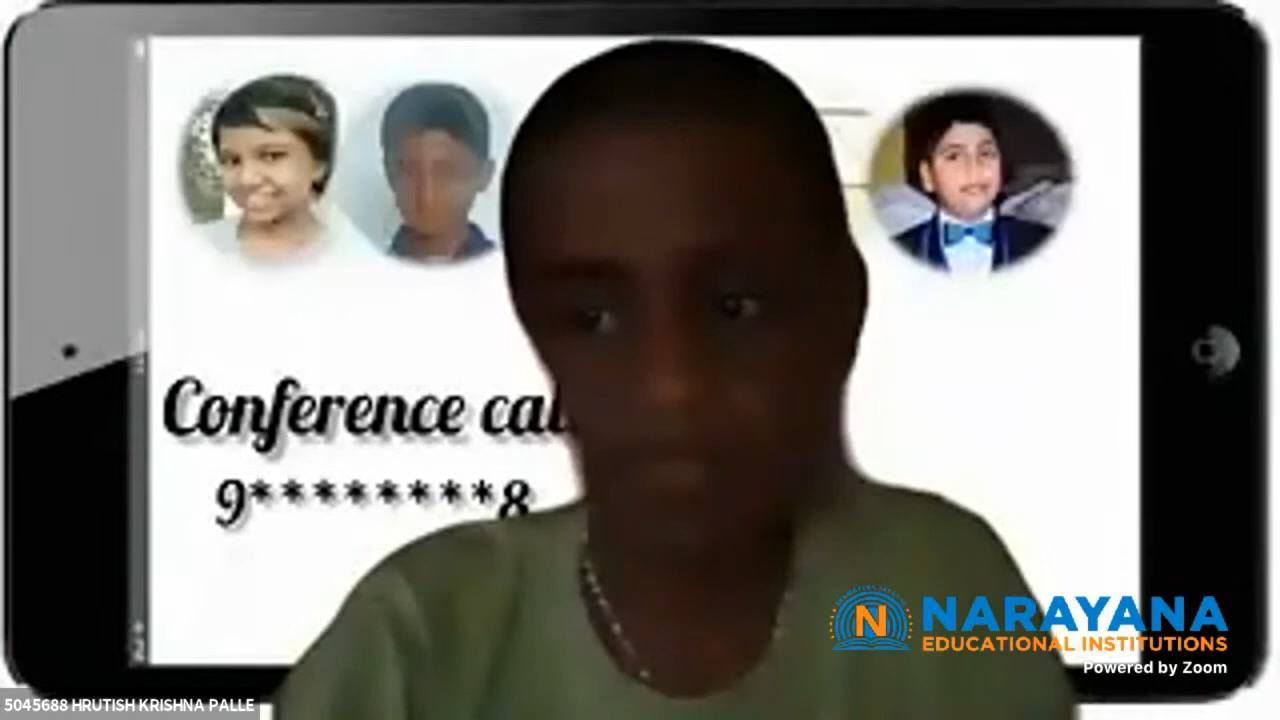 Conference cal
9********8
N NARAYANA
EDUCATIONAL INSTITUTIONS
Powered by Zoom
5045688 HRUTISH KRISHNA PALLE